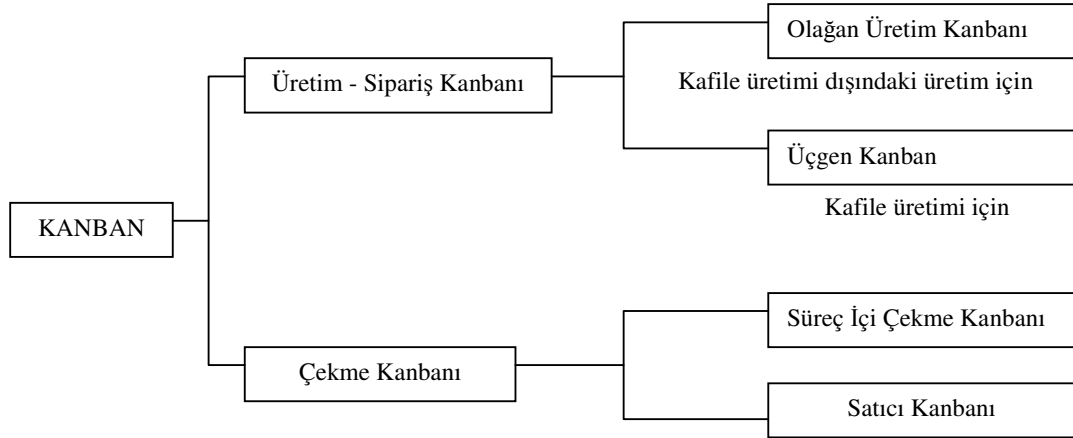 Olağan Üretim Kanbanı
Üretim - Sipariş Kanbanı
Kafile üretimi dışındaki üretim için
Üçgen Kanban
Kafile üretimi için
KANBAN
Süreç İçi Çekme Kanbanı
Çekme Kanbanı
Satıcı Kanbanı